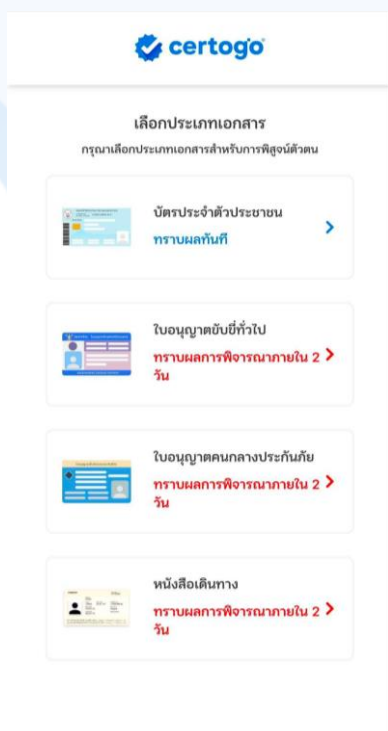 certogo
เลือกประเภทเอกสาร
กรุณาเลือกประเภทเอกสารสำหรับการพิสูจน์ตัวตน
บัตรประจำตัวประชาชน
ทราบผลทันที
ใบอนุญาตขับขี่ทั่วไป
ทราบผลการพิจารณาภายใน 2
วัน
ใบอนุญาตคนกลางประกันภัย
ทราบผลการพิจารณาภายใน 2
วัน
หนังสือเดินทาง
ทราบผลการพิจารณาภายใน 2
วัน